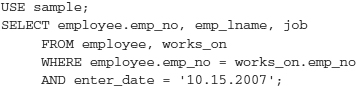 USE sample;
SELECT employee.emp_no, emp_lname, job
FROM employee, works_on
WHERE employee.emp_no = works_on.emp_no
AND enter_date = '10.15.2007';